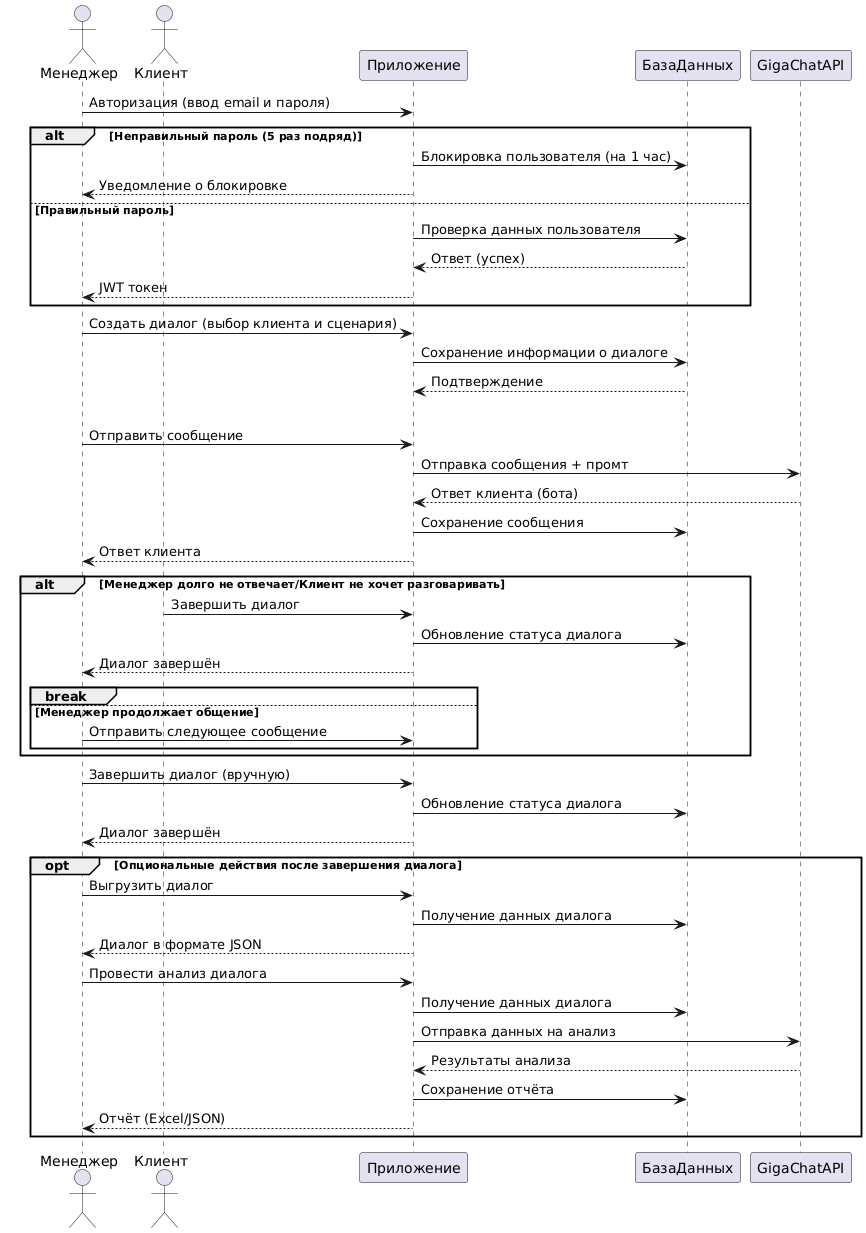 Менеджер
Клиент
Приложение
БазаДанных
GigaChatAPI
Авторизация (ввод email и пароля)
alt [Неправильный пароль (5 раз подряд)]
Блокировка пользователя (на 1 час)
Уведомление о блокировке
[Правильный пароль]
Проверка данных пользователя
Ответ (успех)
JWT токен
Создать диалог (выбор клиента и сценария)
Сохранение информации о диалоге
Подтверждение
Отправить сообщение
Отправка сообщения + промт
Ответ клиента (бота)
Сохранение сообщения
Ответ клиента
alt [Менеджер долго не отвечает/Клиент не хочет разговаривать]
Завершить диалог
Обновление статуса диалога
Диалог завершён
break
[Менеджер продолжает общение]
Отправить следующее сообщение
Завершить диалог (вручную)
Обновление статуса диалога
Диалог завершён
opt [Опциональные действия после завершения диалога]
Выгрузить диалог
Получение данных диалога
Диалог в формате JSON
Провести анализ диалога
Получение данных диалога
Отправка данных на анализ
Результаты анализа
Сохранение отчёта
Отчёт (Excel/JSON)
Менеджер
Клиент
Приложение
БазаДанных
GigaChatAPI